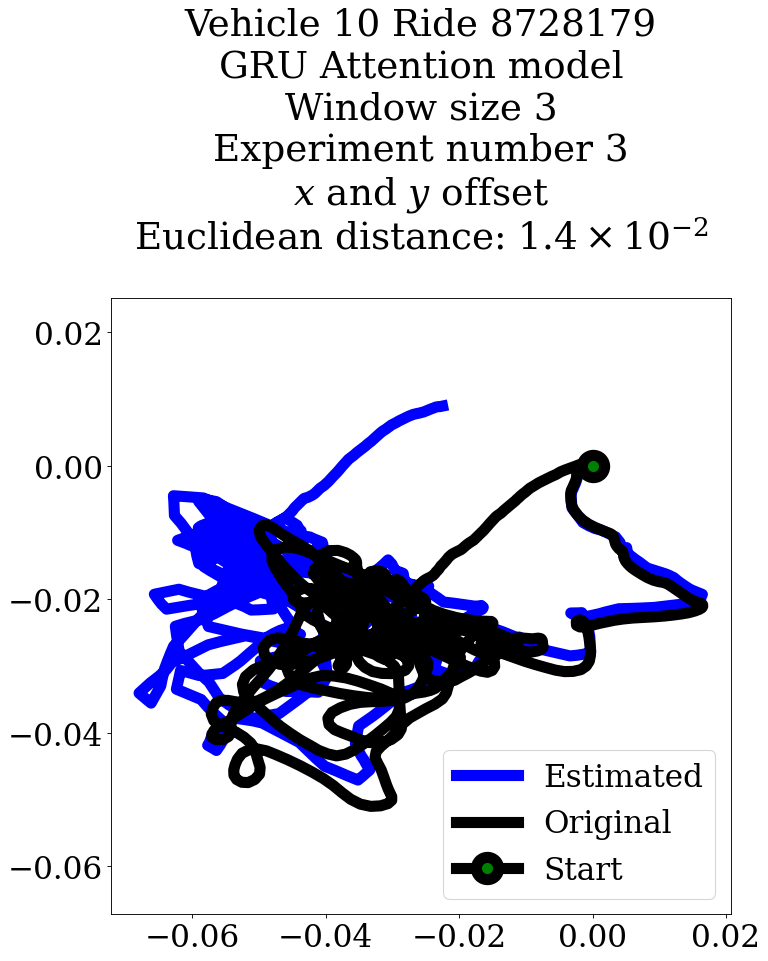 Vehicle 10 Ride 8728179
GRU Attention model
Window size 3
Experiment number 3
x and y offset
Euclidean distance: 1.4 × 10⁻²
0.02
0.00
−0.02
−0.04
−0.06
Estimated
Original
Start
−0.06 −0.04 −0.02 0.00 0.02